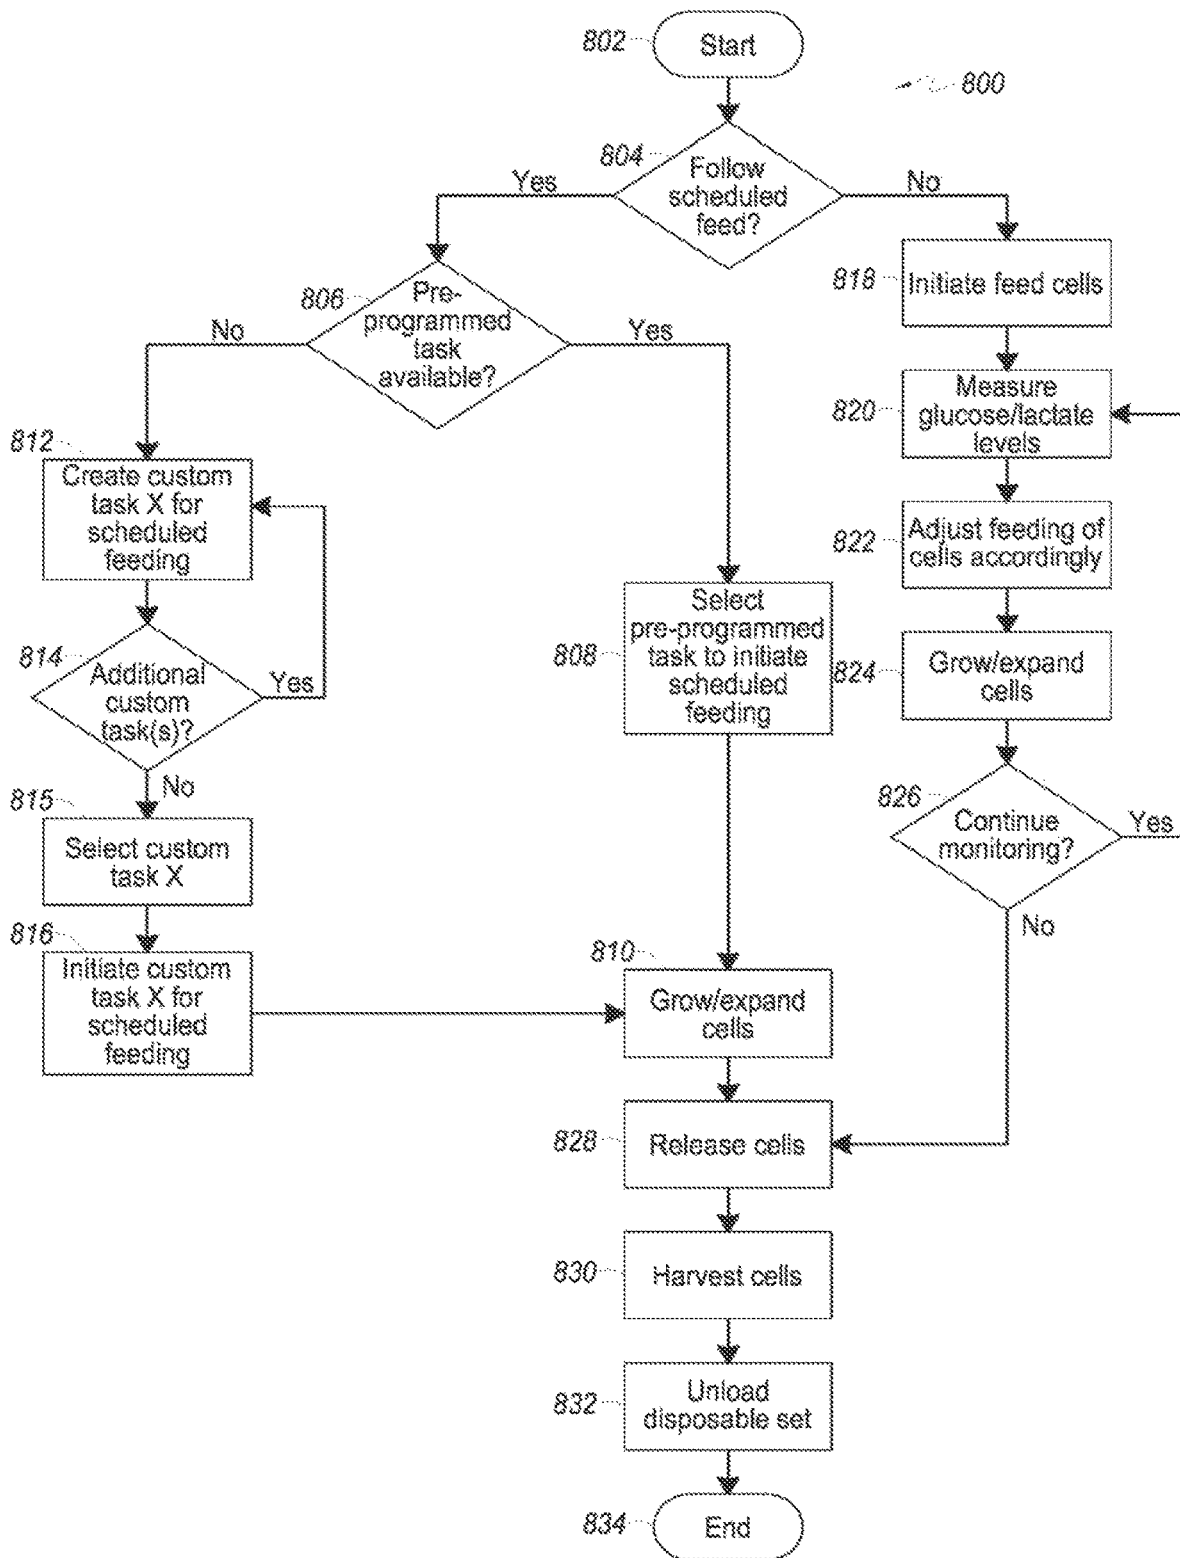 802
Start
800
804
Follow
scheduled
feed?
Yes
No
806
Pre-
programmed
task
available?
No
Yes
818
Initiate feed cells
820
Measure
glucose/lactate
levels
812
Create custom
task X for
scheduled
feeding
822
Adjust feeding of
cells accordingly
808
Select
pre-programmed
task to initiate
scheduled
feeding
814
Additional
custom
task(s)?
Yes
No
824
Grow/expand
cells
826
Continue
monitoring?
Yes
No
815
Select custom
task X
816
Initiate custom
task X for
scheduled
feeding
810
Grow/expand
cells
828
Release cells
830
Harvest cells
832
Unload
disposable set
834
End